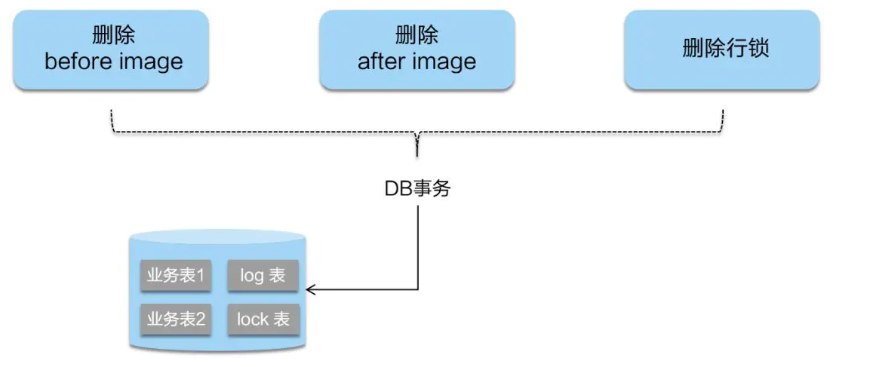 删除
before image
删除
after image
删除行锁
DB事务
业务表1
log 表
业务表2
lock 表